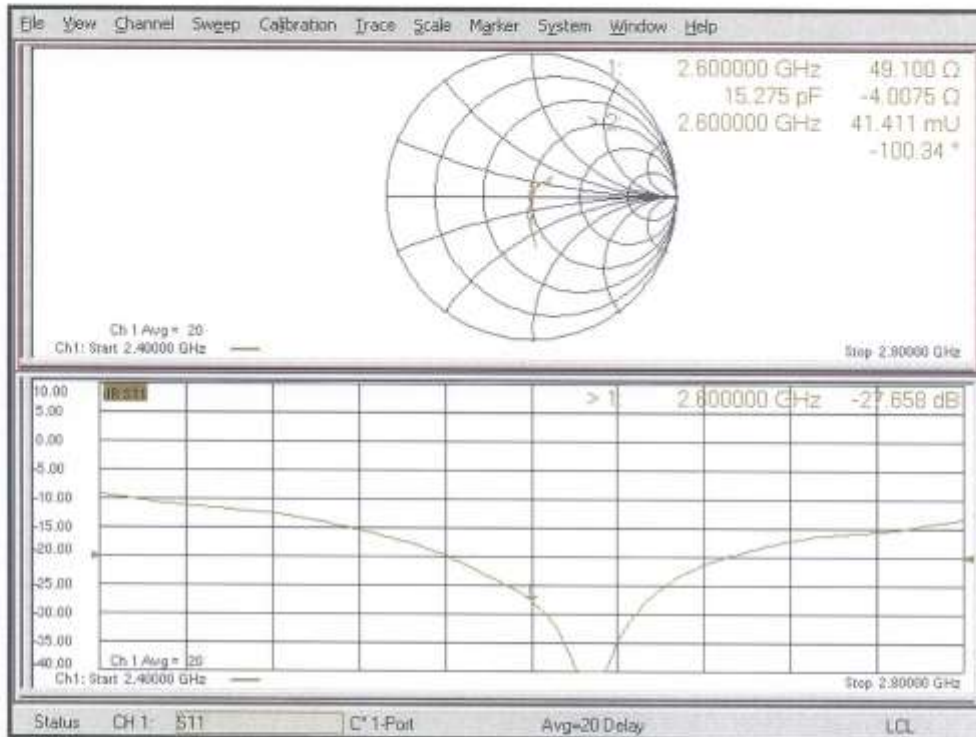 File View Channel Sweep Calibration Trace Scale Marker System Window Help
1: 2.600000 GHz 49.100 Ω
15.275 pF -4.0075 Ω
> 2 2.600000 GHz 41.411 mU
-100.34 °
Ch 1 Avg = 20
Ch1: Start 2.40000 GHz Stop 2.80000 GHz
10.00 S11 > 1: 2.600000 GHz -27.658 dB
5.00
0.00
-5.00
-10.00
-15.00
-20.00
-25.00
-30.00
-35.00
-40.00
Ch 1 Avg = 20
Ch1: Start 2.40000 GHz Stop 2.80000 GHz
Status CH 1: S11 C* 1-Port Avg=20 Delay LCL